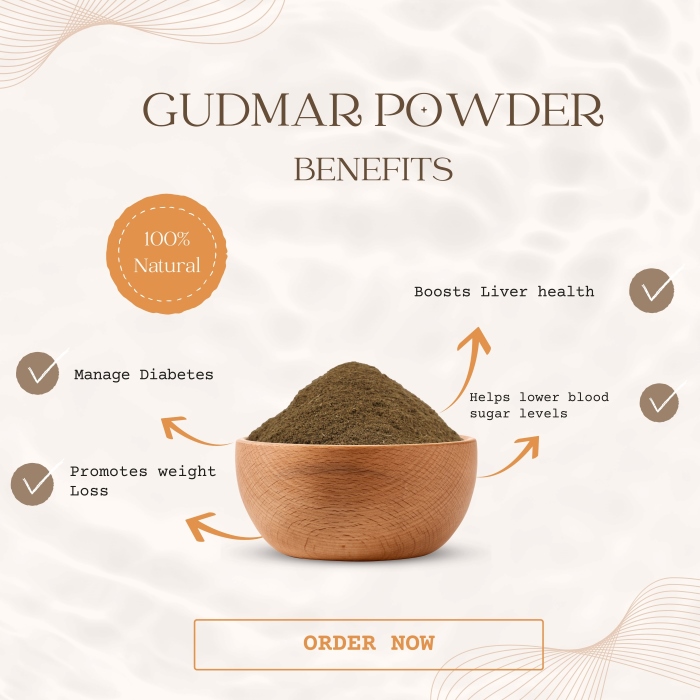 GUDMAR POWDER
BENEFITS
100%
Natural
Boosts Liver health
Manage Diabetes
Helps lower blood
sugar levels
Promotes weight
Loss
ORDER NOW